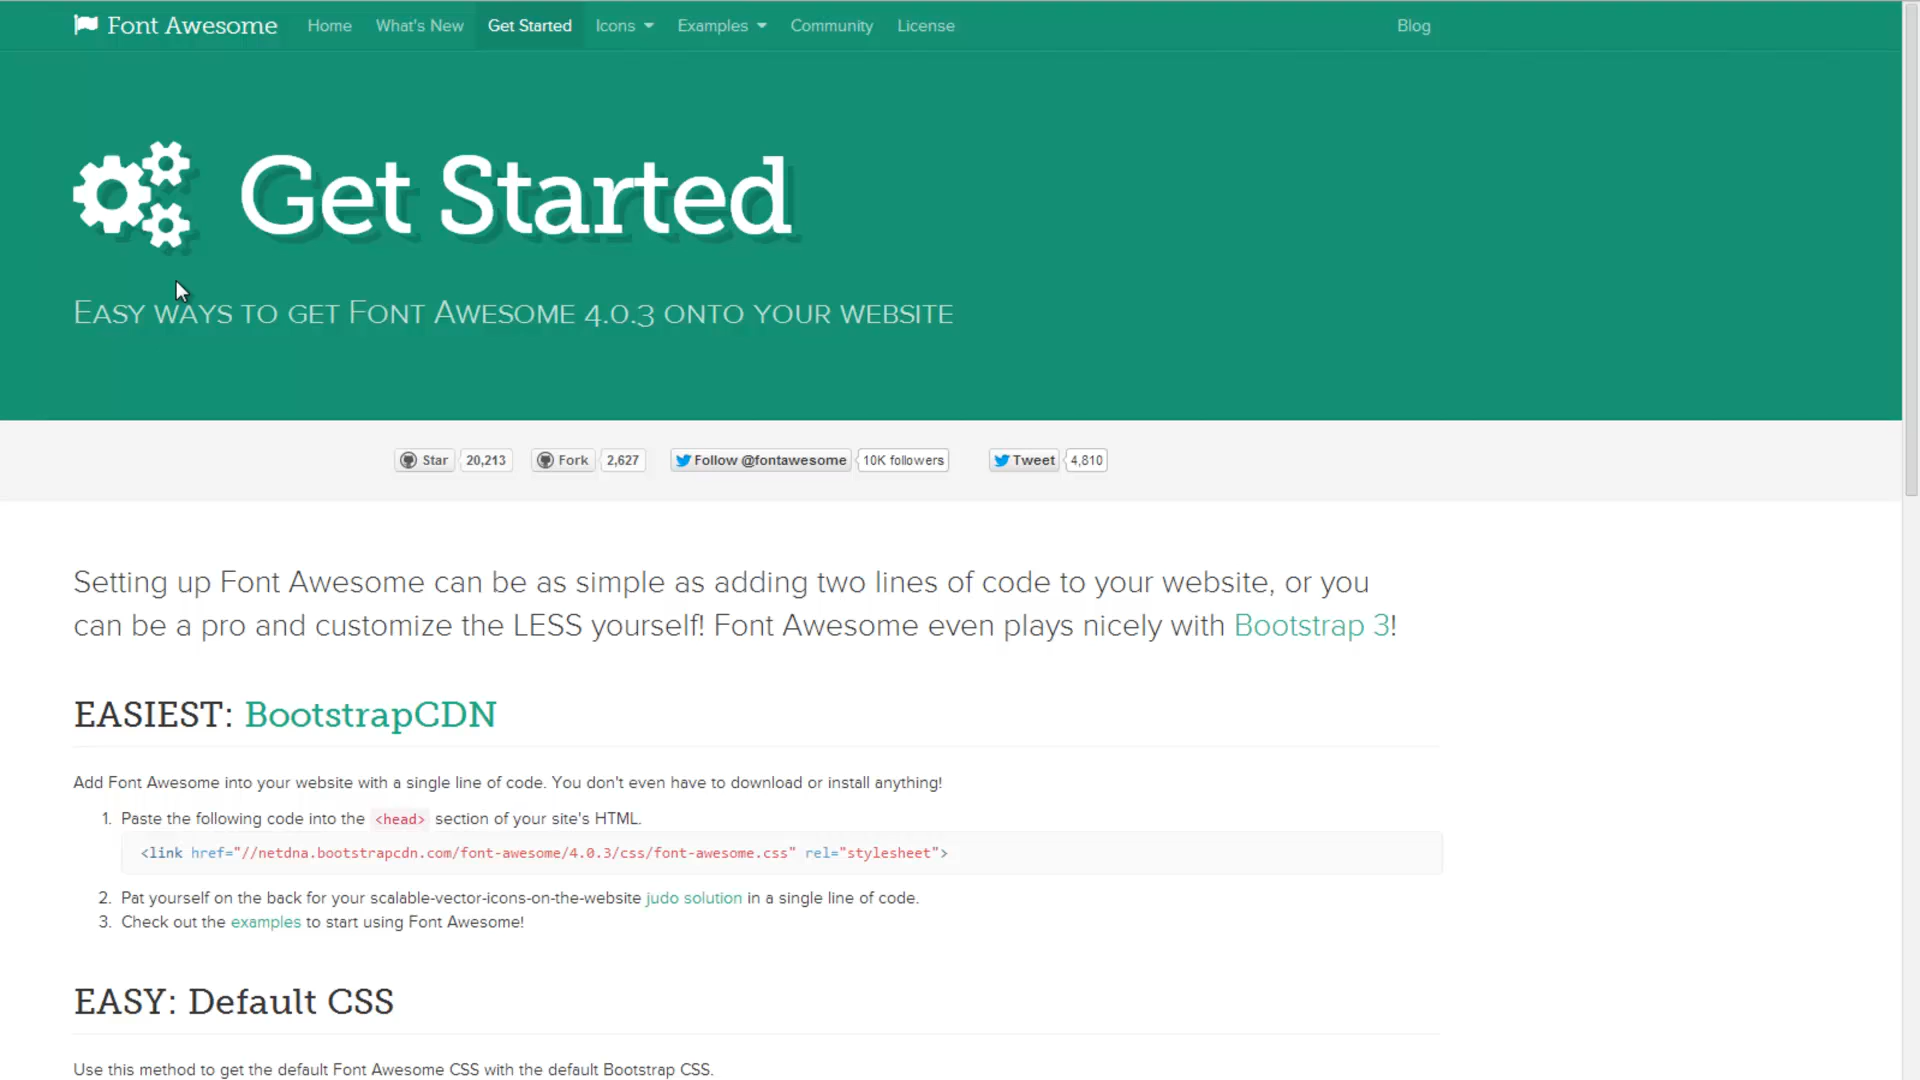 Font Awesome Home What's New Get Started Icons Examples Community License Blog
Get Started
Easy ways to get Font Awesome 4.0.3 onto your website
Star 20,213 Fork 2,627 Follow @fontawesome 10K followers Tweet 4,810
Setting up Font Awesome can be as simple as adding two lines of code to your website, or you
can be a pro and customize the LESS yourself! Font Awesome even plays nicely with Bootstrap 3!
EASIEST: BootstrapCDN
Add Font Awesome into your website with a single line of code. You don't even have to download or install anything!
1. Paste the following code into the <head> section of your site's HTML.
<link href="//netdna.bootstrapcdn.com/font-awesome/4.0.3/css/font-awesome.css" rel="stylesheet">
2. Pat yourself on the back for your scalable-vector-icons-on-the-website judo solution in a single line of code.
3. Check out the examples to start using Font Awesome!
EASY: Default CSS
Use this method to get the default Font Awesome CSS with the default Bootstrap CSS.